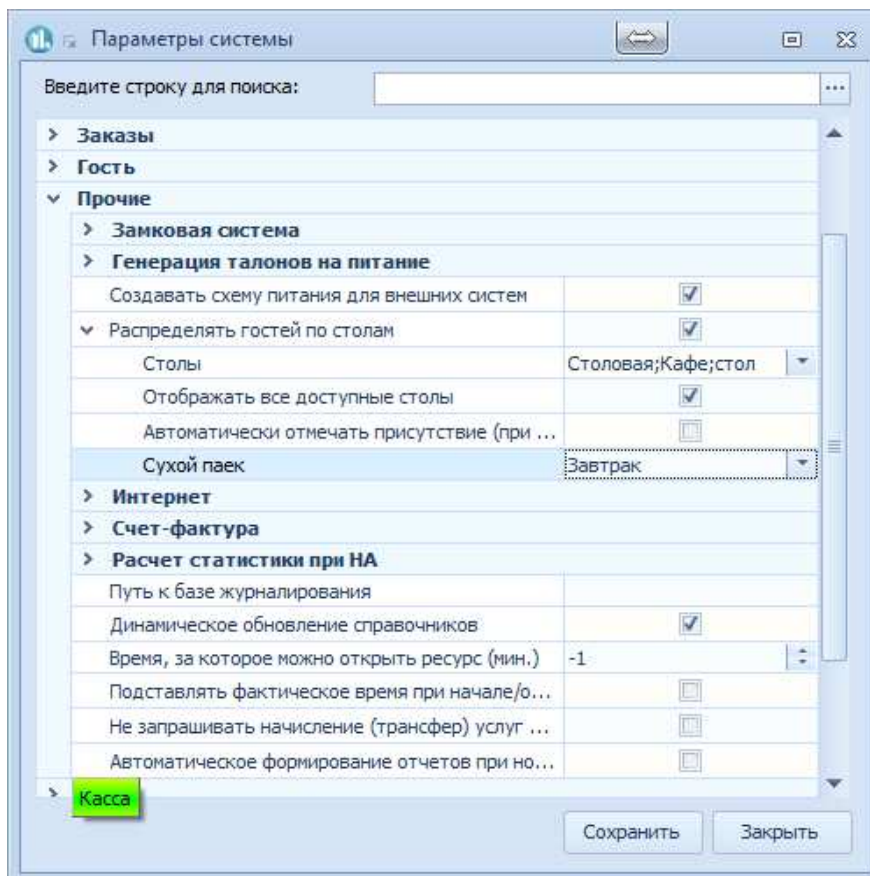 Параметры системы
Введите строку для поиска:
Заказы
Гость
Прочие
Замковая система
Генерация талонов на питание
Создавать схему питания для внешних систем
Распределять гостей по столам
Столы Столовая;Кафе;стол
Отображать все доступные столы
Автоматически отмечать присутствие (при ...
Сухой паек Завтрак
Интернет
Счет-фактура
Расчет статистики при НА
Путь к базе журналирования
Динамическое обновление справочников
Время, за которое можно открыть ресурс (мин.) -1
Подставлять фактическое время при начале/о...
Не запрашивать начисление (трансфер) услуг ...
Автоматическое формирование отчетов при но...
Касса
Сохранить Закрыть